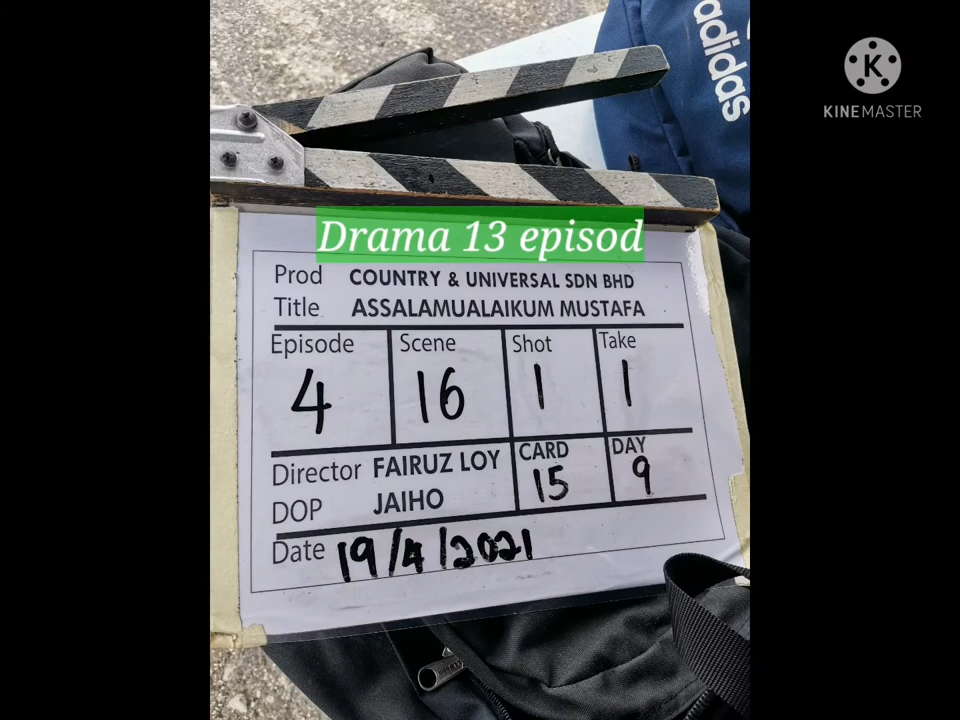 adidas
K
KINEMASTER
Drama 13 episod
Prod COUNTRY & UNIVERSAL SDN BHD
Title ASSALAMUALAIKUM MUSTAFA
Episode Scene Shot Take
4 16 1 1
Director FAIRUZ LOY CARD DAY
DOP JAIHO 15 9
Date 19/4/2021